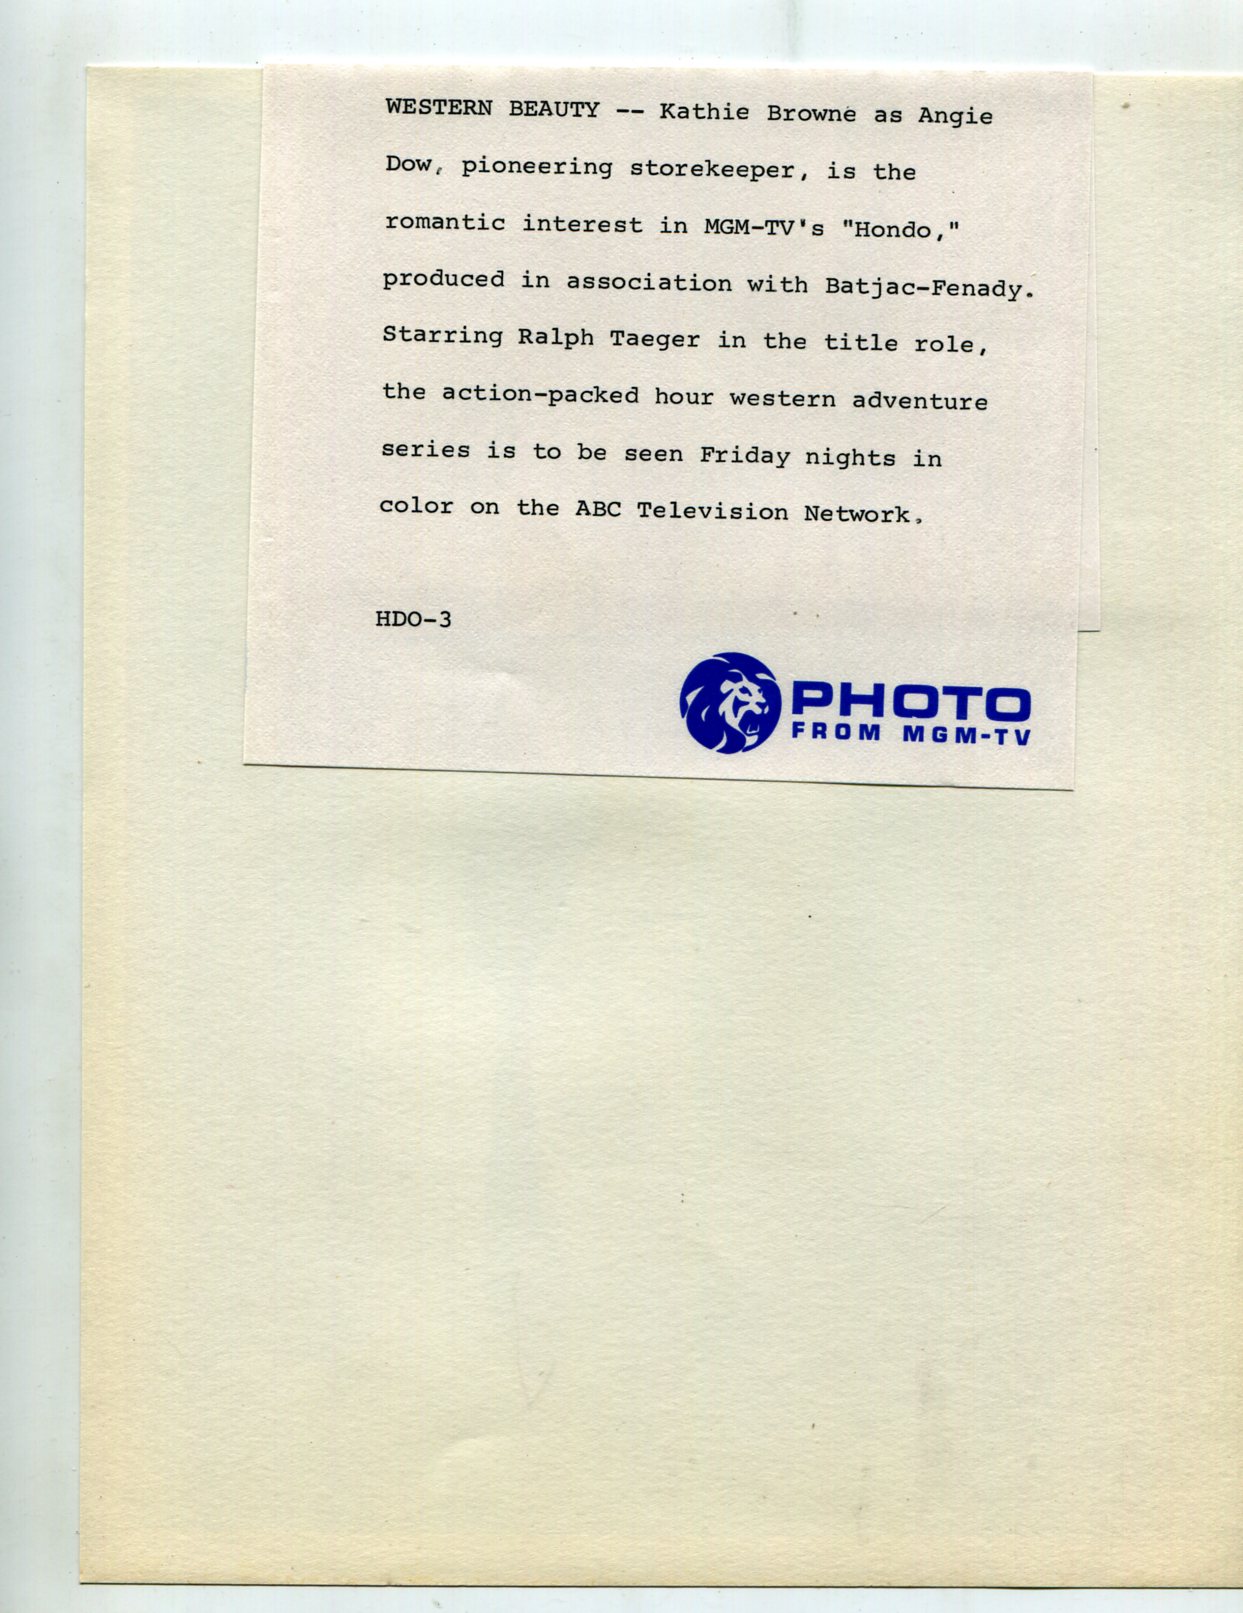 WESTERN BEAUTY -- Kathie Browne as Angie
Dow, pioneering storekeeper, is the
romantic interest in MGM-TV's "Hondo,"
produced in association with Batjac-Fenady.
Starring Ralph Taeger in the title role,
the action-packed hour western adventure
series is to be seen Friday nights in
color on the ABC Television Network.
HDO-3
PHOTO
FROM MGM-TV